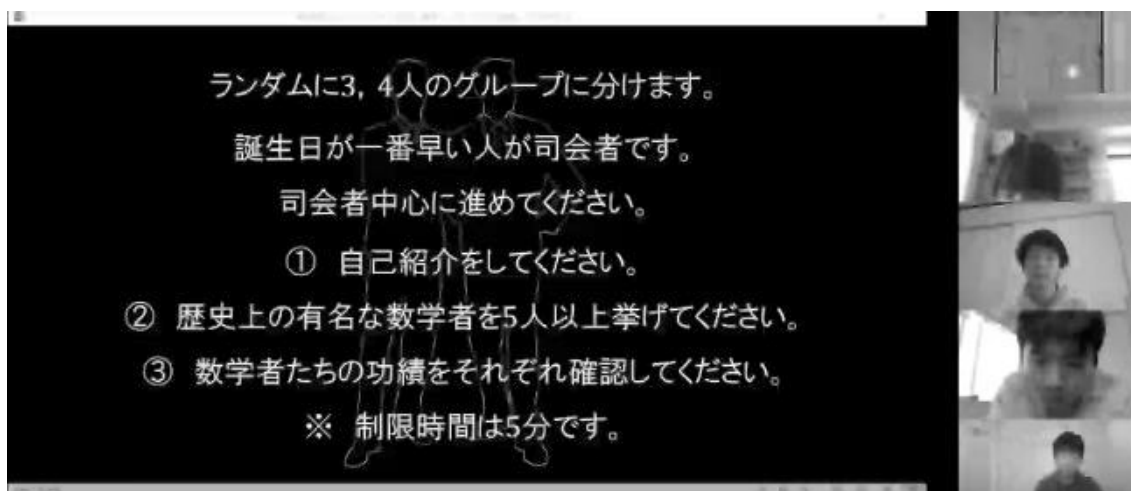 ランダムに3, 4人のグループに分けます。
誕生日が一番早い人が司会者です。
司会者中心に進めてください。
① 自己紹介をしてください。
② 歴史上の有名な数学者を5人以上挙げてください。
③ 数学者たちの功績をそれぞれ確認してください。
※ 制限時間は5分です。